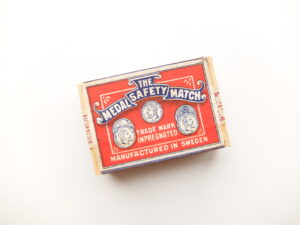 THE
MEDAL SAFETY MATCH
TRADE MARK
IMPREGNATED
MANUFACTURED IN SWEDEN